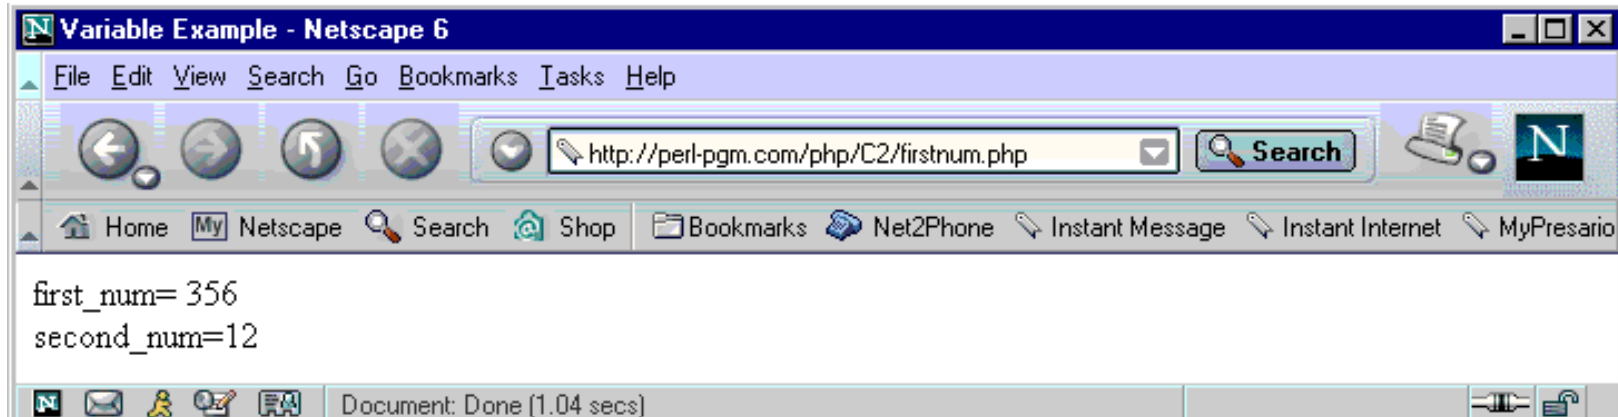 N Variable Example - Netscape 6
File Edit View Search Go Bookmarks Tasks Help
http://perl-pgm.com/php/C2/firstnum.php Search N
Home My Netscape Search Shop Bookmarks Net2Phone Instant Message Instant Internet MyPresario
first_num= 356
second_num=12
N Document: Done (1.04 secs)